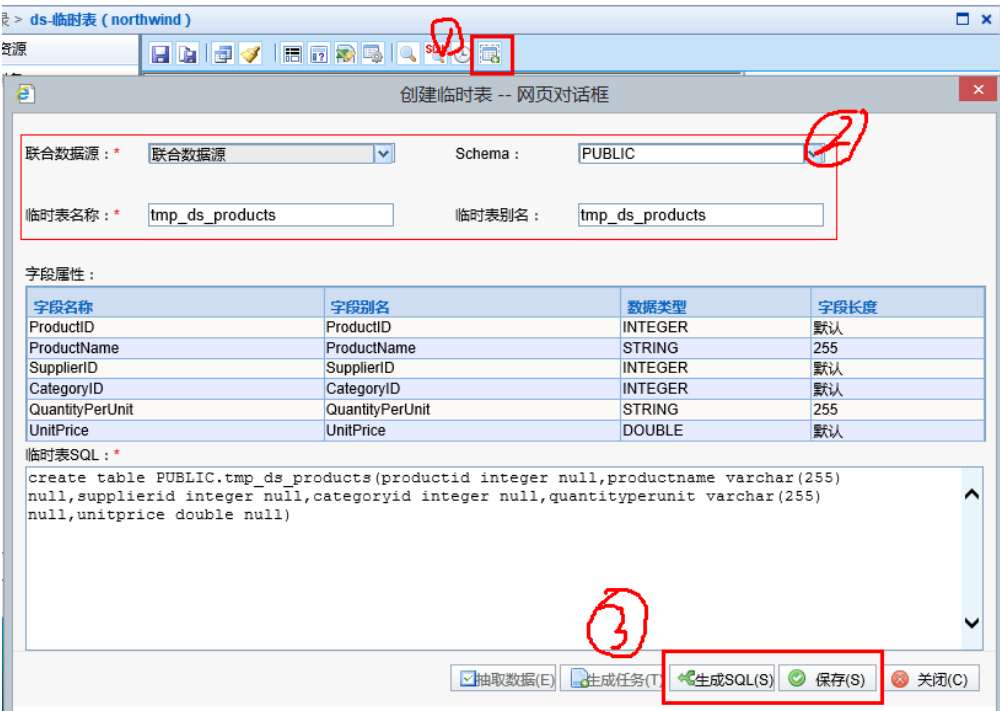 录 > ds-临时表 ( northwind )
资源
SQL
①
创建临时表 -- 网页对话框
②
联合数据源：* 联合数据源 Schema： PUBLIC
临时表名称：* tmp_ds_products 临时表别名： tmp_ds_products
字段属性：
字段名称 字段别名 数据类型 字段长度
ProductID ProductID INTEGER 默认
ProductName ProductName STRING 255
SupplierID SupplierID INTEGER 默认
CategoryID CategoryID INTEGER 默认
QuantityPerUnit QuantityPerUnit STRING 255
UnitPrice UnitPrice DOUBLE 默认
临时表SQL：*
create table PUBLIC.tmp_ds_products(productid integer null,productname varchar(255)
null,supplierid integer null,categoryid integer null,quantityperunit varchar(255)
null,unitprice double null)
③
抽取数据(E) 生成任务(T) 生成SQL(S) 保存(S) 关闭(C)